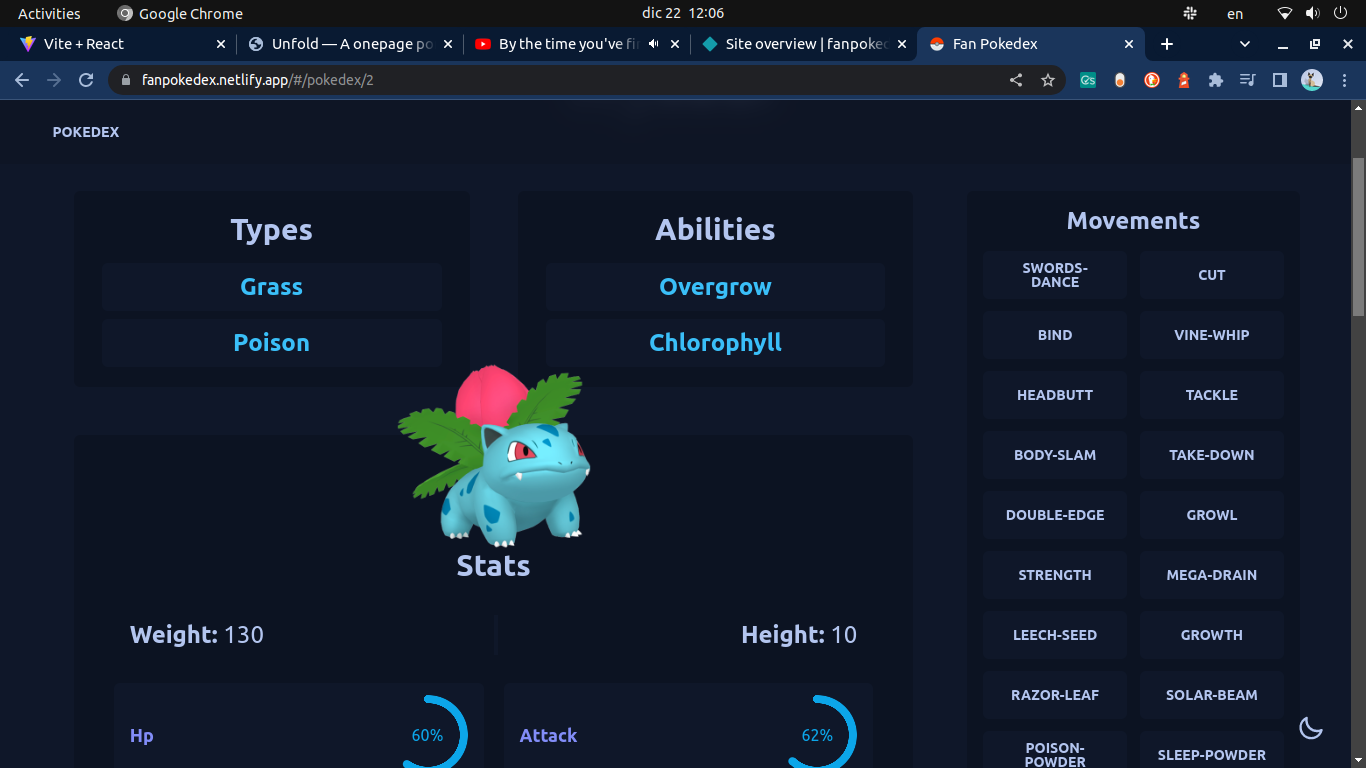 Activities
Google Chrome
dic 22 12:06
en
Vite + React
Unfold — A onepage po
By the time you've fi
Site overview | fanpoked
Fan Pokedex
fanpokedex.netlify.app/#/pokedex/2
POKEDEX
Types
Grass
Poison
Abilities
Overgrow
Chlorophyll
Stats
Weight: 130
Height: 10
Hp
60%
Attack
62%
Movements
SWORDS-
DANCE
CUT
BIND
VINE-WHIP
HEADBUTT
TACKLE
BODY-SLAM
TAKE-DOWN
DOUBLE-EDGE
GROWL
STRENGTH
MEGA-DRAIN
LEECH-SEED
GROWTH
RAZOR-LEAF
SOLAR-BEAM
POISON-
POWDER
SLEEP-POWDER